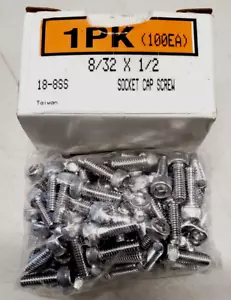 1PK (100EA)
8/32 X 1/2
18-8SS SOCKET CAP SCREW
Taiwan